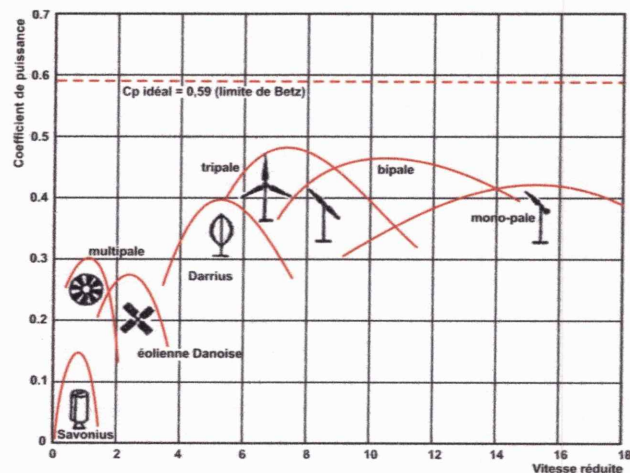 Coefficient de puissance
0.7
0.6
0.5
0.4
0.3
0.2
0.1
0
Cp idéal = 0,59 (limite de Betz)
tripale
bipale
mono-pale
multipale
Darrius
éolienne Danoise
Savonius
0 2 4 6 8 10 12 14 16 18
Vitesse réduite